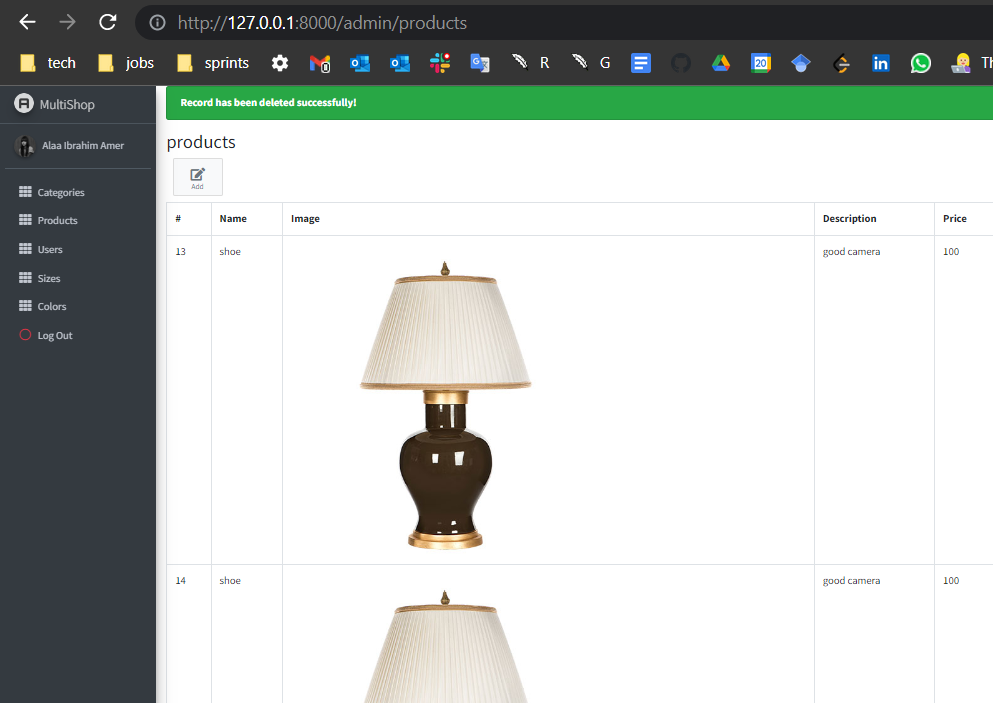 http://127.0.0.1:8000/admin/products
tech jobs sprints R G 20 Th
MultiShop
Record has been deleted successfully!
Alaa Ibrahim Amer
products
Add
Categories
Products
Users
Sizes
Colors
Log Out
# Name Image Description Price
13 shoe good camera 100
14 shoe good camera 100